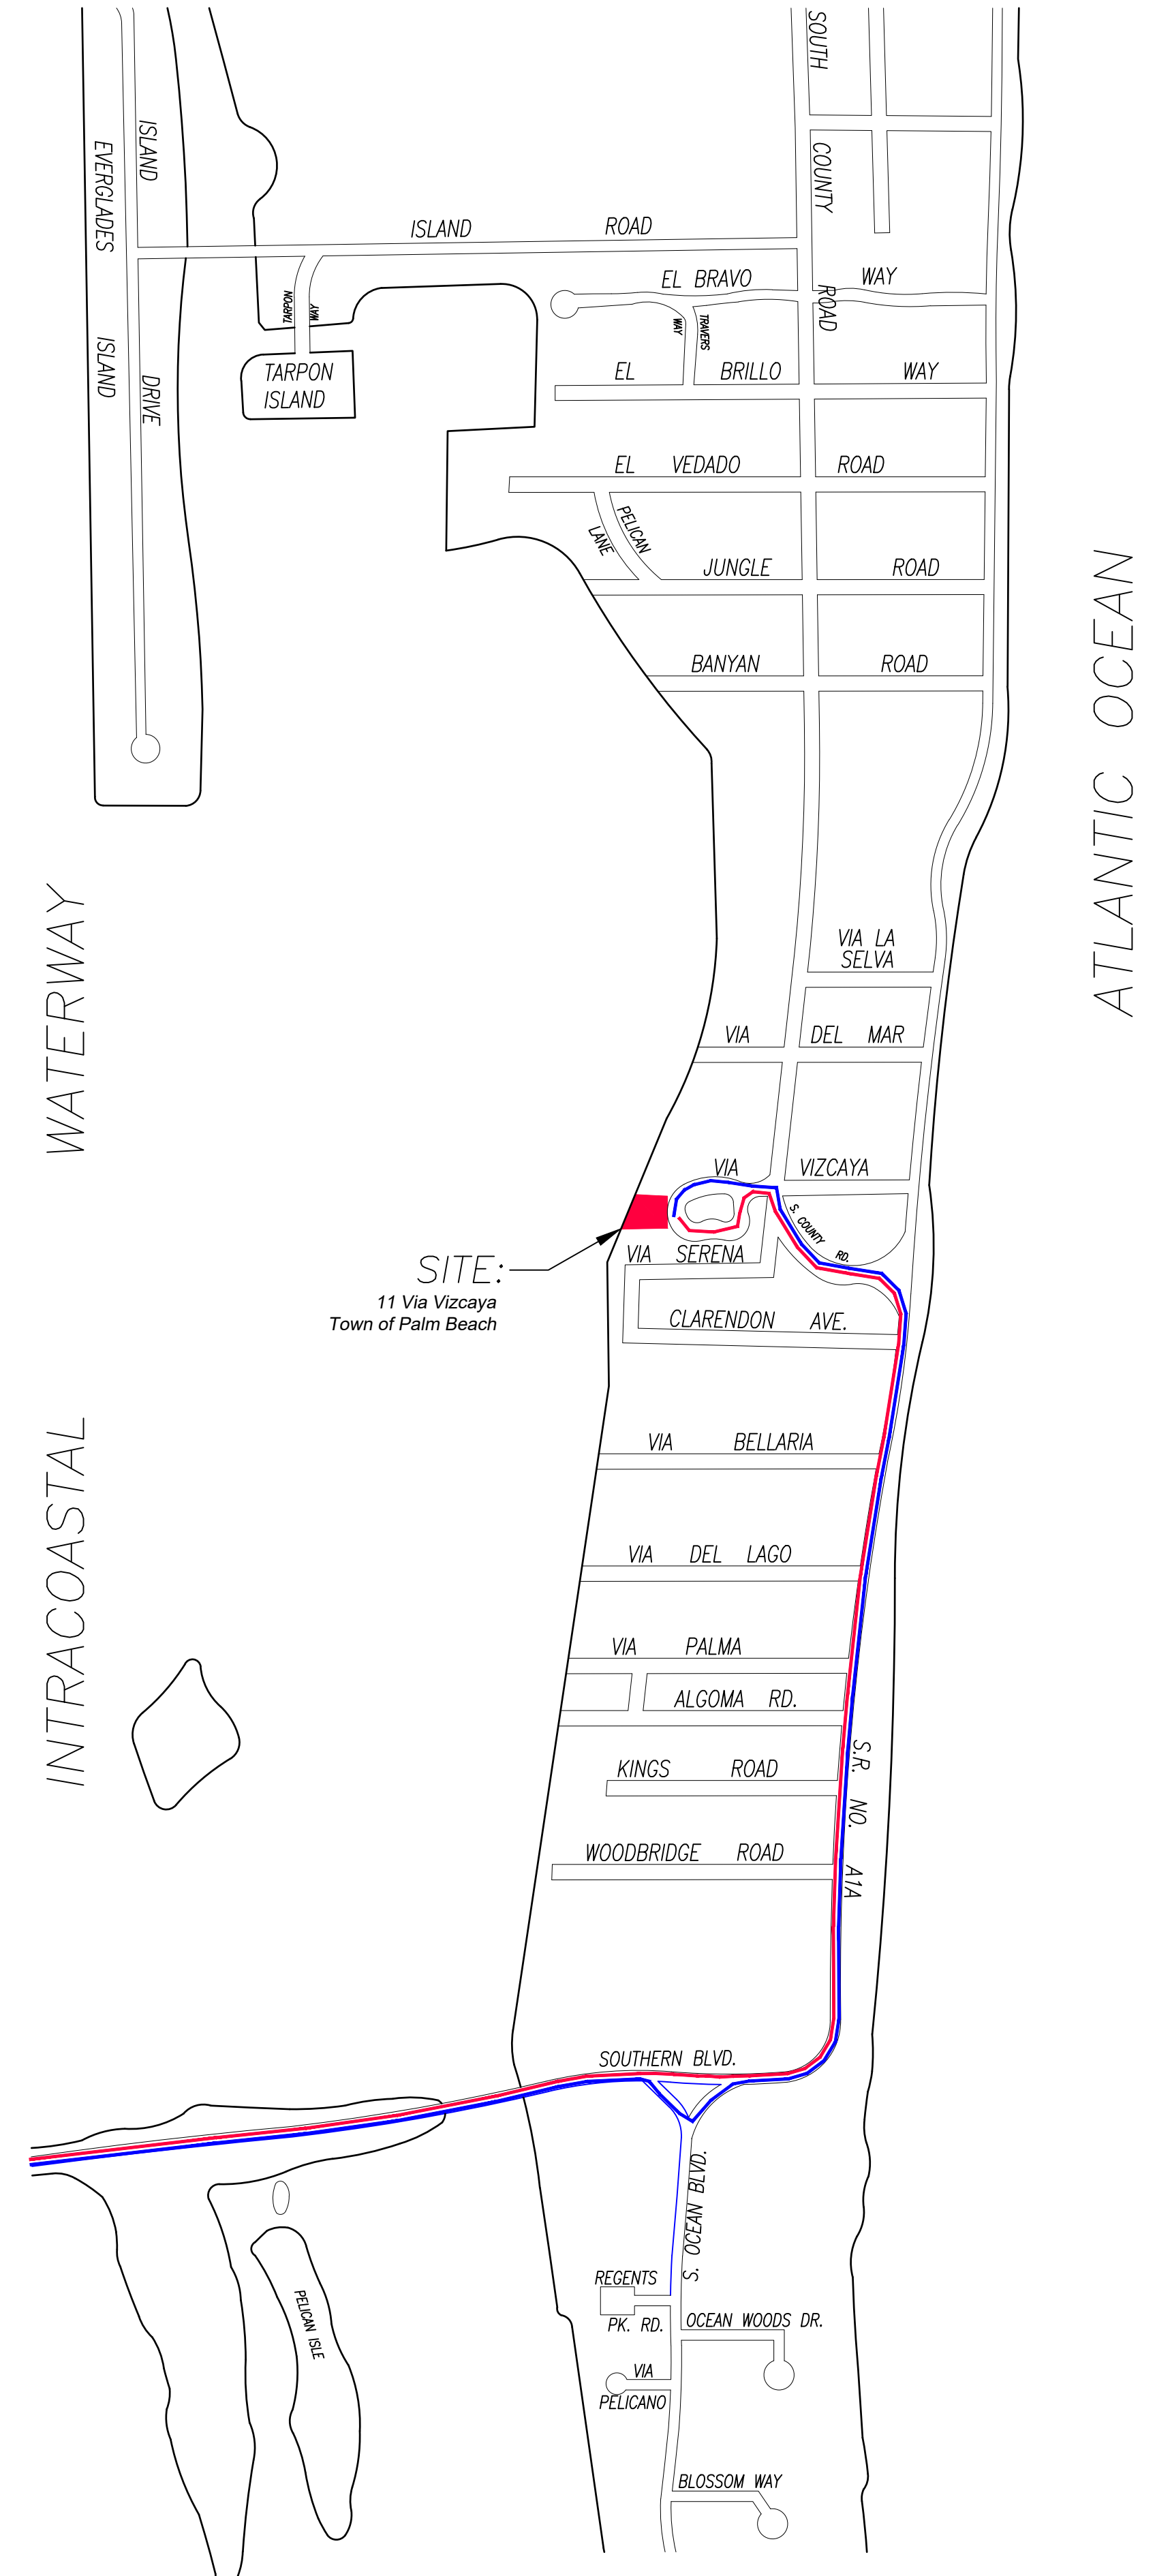 SOUTH
COUNTY
ROAD
ISLAND
EVERGLADES
ISLAND
DRIVE
ISLAND ROAD
EL BRAVO WAY
TARPON
WAY
WAY
TRAVERS
TARPON
ISLAND
EL BRILLO WAY
EL VEDADO ROAD
PELICAN
LANE
JUNGLE ROAD
BANYAN ROAD
ATLANTIC OCEAN
VIA LA
SELVA
WATERWAY
VIA DEL MAR
VIA VIZCAYA
S. COUNTY RD.
VIA SERENA
SITE:
11 Via Vizcaya
Town of Palm Beach
CLARENDON AVE.
VIA BELLARIA
INTRACOASTAL
VIA DEL LAGO
VIA PALMA
ALGOMA RD.
S.R. NO. A1A
KINGS ROAD
WOODBRIDGE ROAD
SOUTHERN BLVD.
S. OCEAN BLVD.
REGENTS
PK. RD.
OCEAN WOODS DR.
PELICAN ISLE
VIA
PELICANO
BLOSSOM WAY